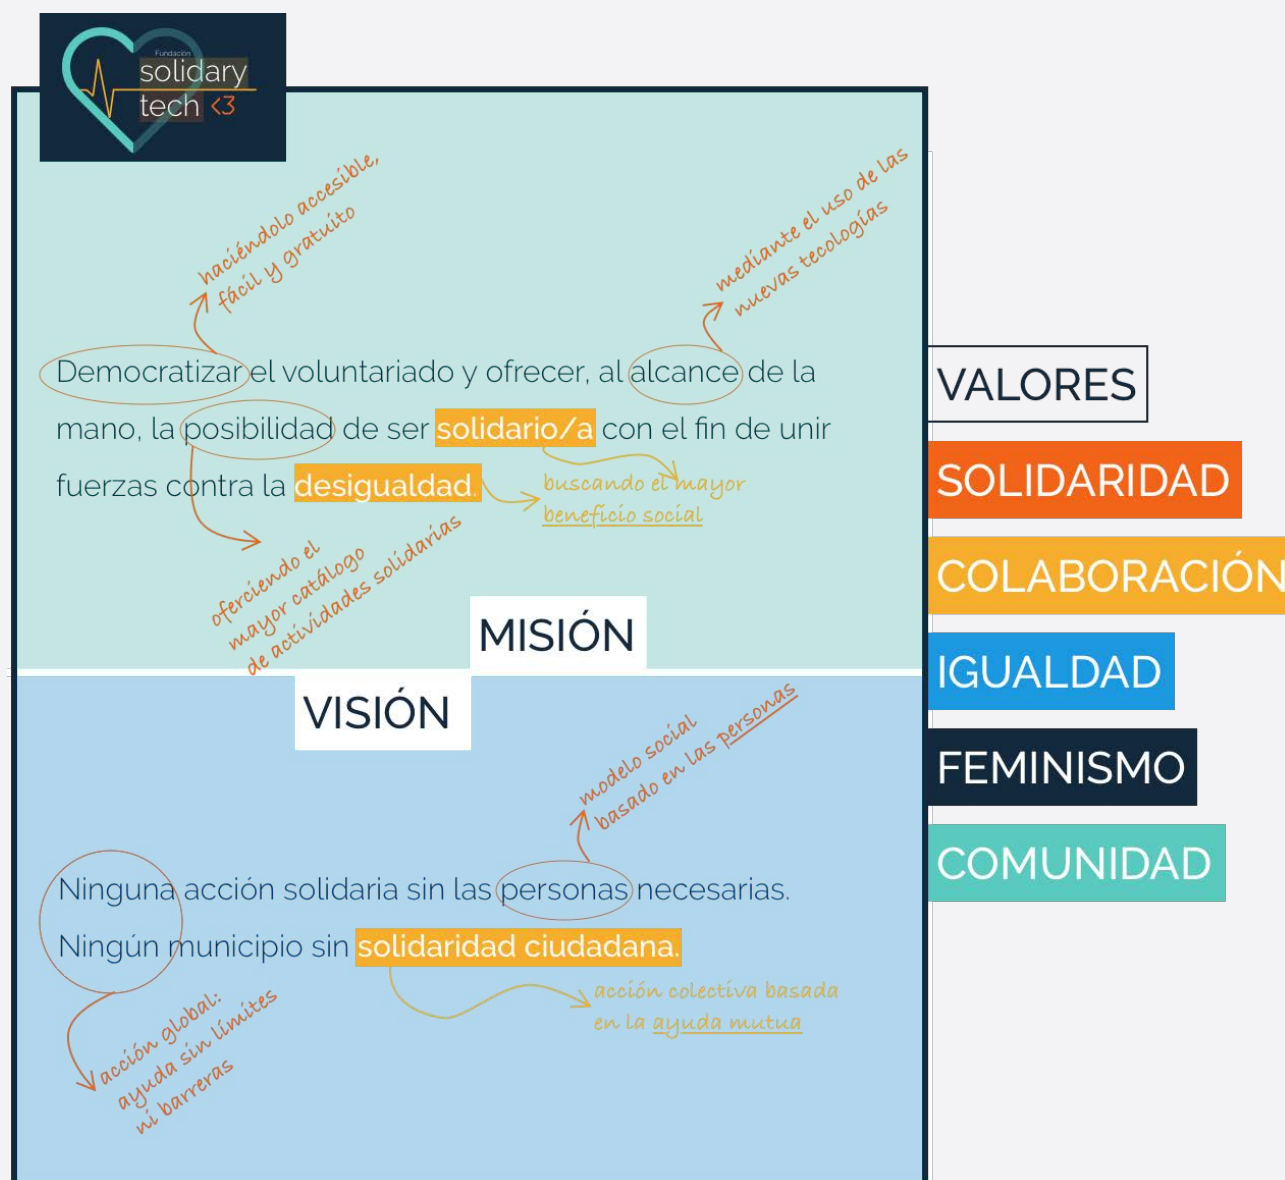 Fundación
solidary
tech <3
haciéndolo accesible,
fácil y gratuito
mediante el uso de las
nuevas tecologías
Democratizar el voluntariado y ofrecer, al alcance de la
mano, la posibilidad de ser solidario/a con el fin de unir
fuerzas contra la desigualdad.
buscando el mayor
beneficio social
oferciendo el
mayor catálogo
de actividades solidarias
MISIÓN
VISIÓN
modelo social
basado en las personas
Ninguna acción solidaria sin las personas necesarias.
Ningún municipio sin solidaridad ciudadana.
acción colectiva basada
en la ayuda mutua
acción global:
ayuda sin límites
ni barreras
VALORES
SOLIDARIDAD
COLABORACIÓN
IGUALDAD
FEMINISMO
COMUNIDAD